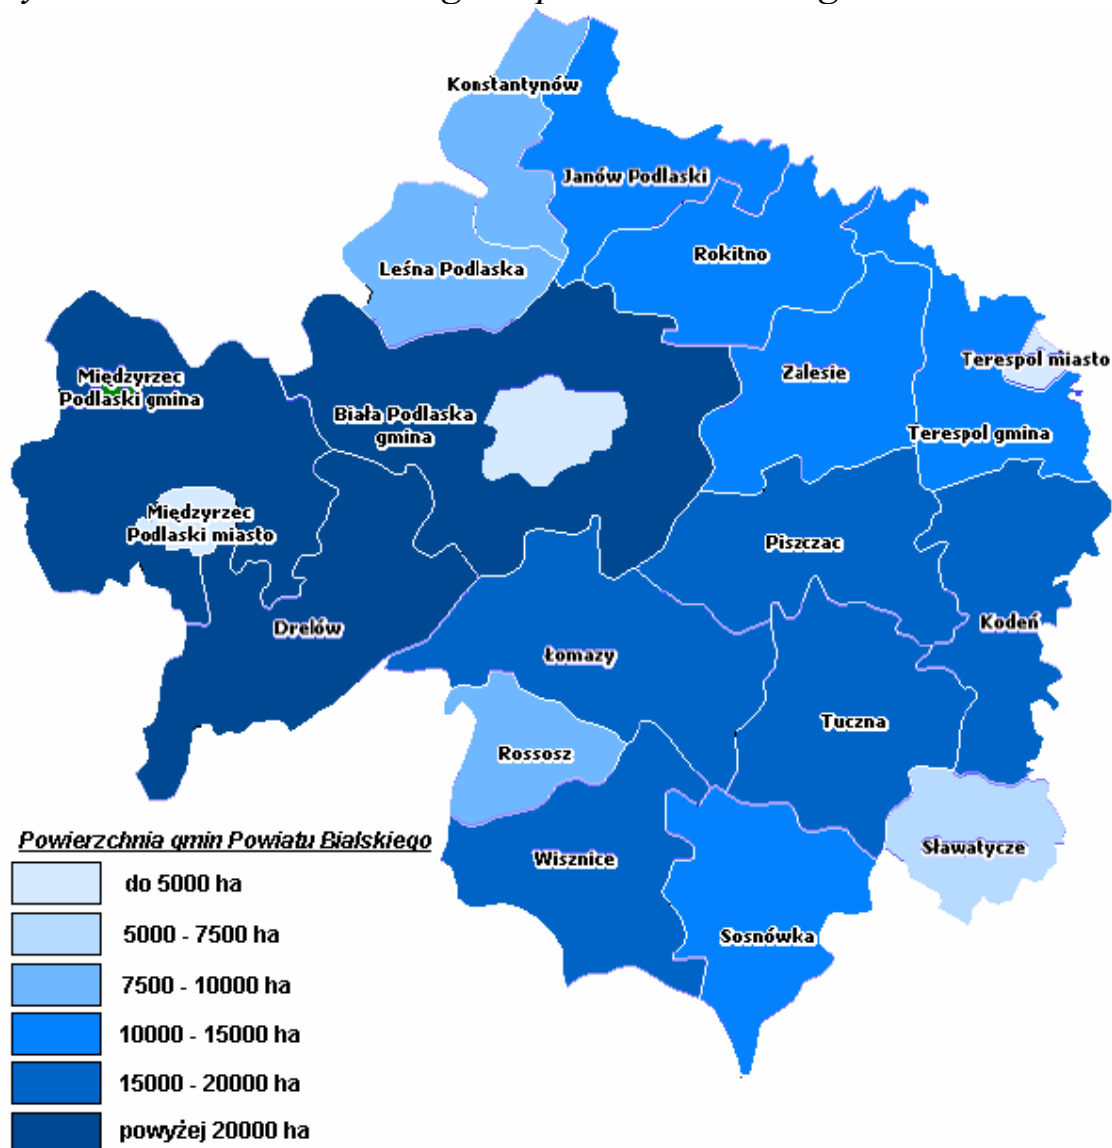 Konstantynów
Janów Podlaski
Rokitno
Leśna Podlaska
Terespol miasto
Międzyrzec
Podlaski gmina
Zalesie
Biała Podlaska
gmina
Terespol gmina
Międzyrzec
Podlaski miasto
Piszczac
Drelów
Kodeń
Łomazy
Tuczna
Rossosz
Sławatycze
Wisznice
Sosnówka
Powierzchnia gmin Powiatu Bialskiego
do 5000 ha
5000 - 7500 ha
7500 - 10000 ha
10000 - 15000 ha
15000 - 20000 ha
powyżej 20000 ha